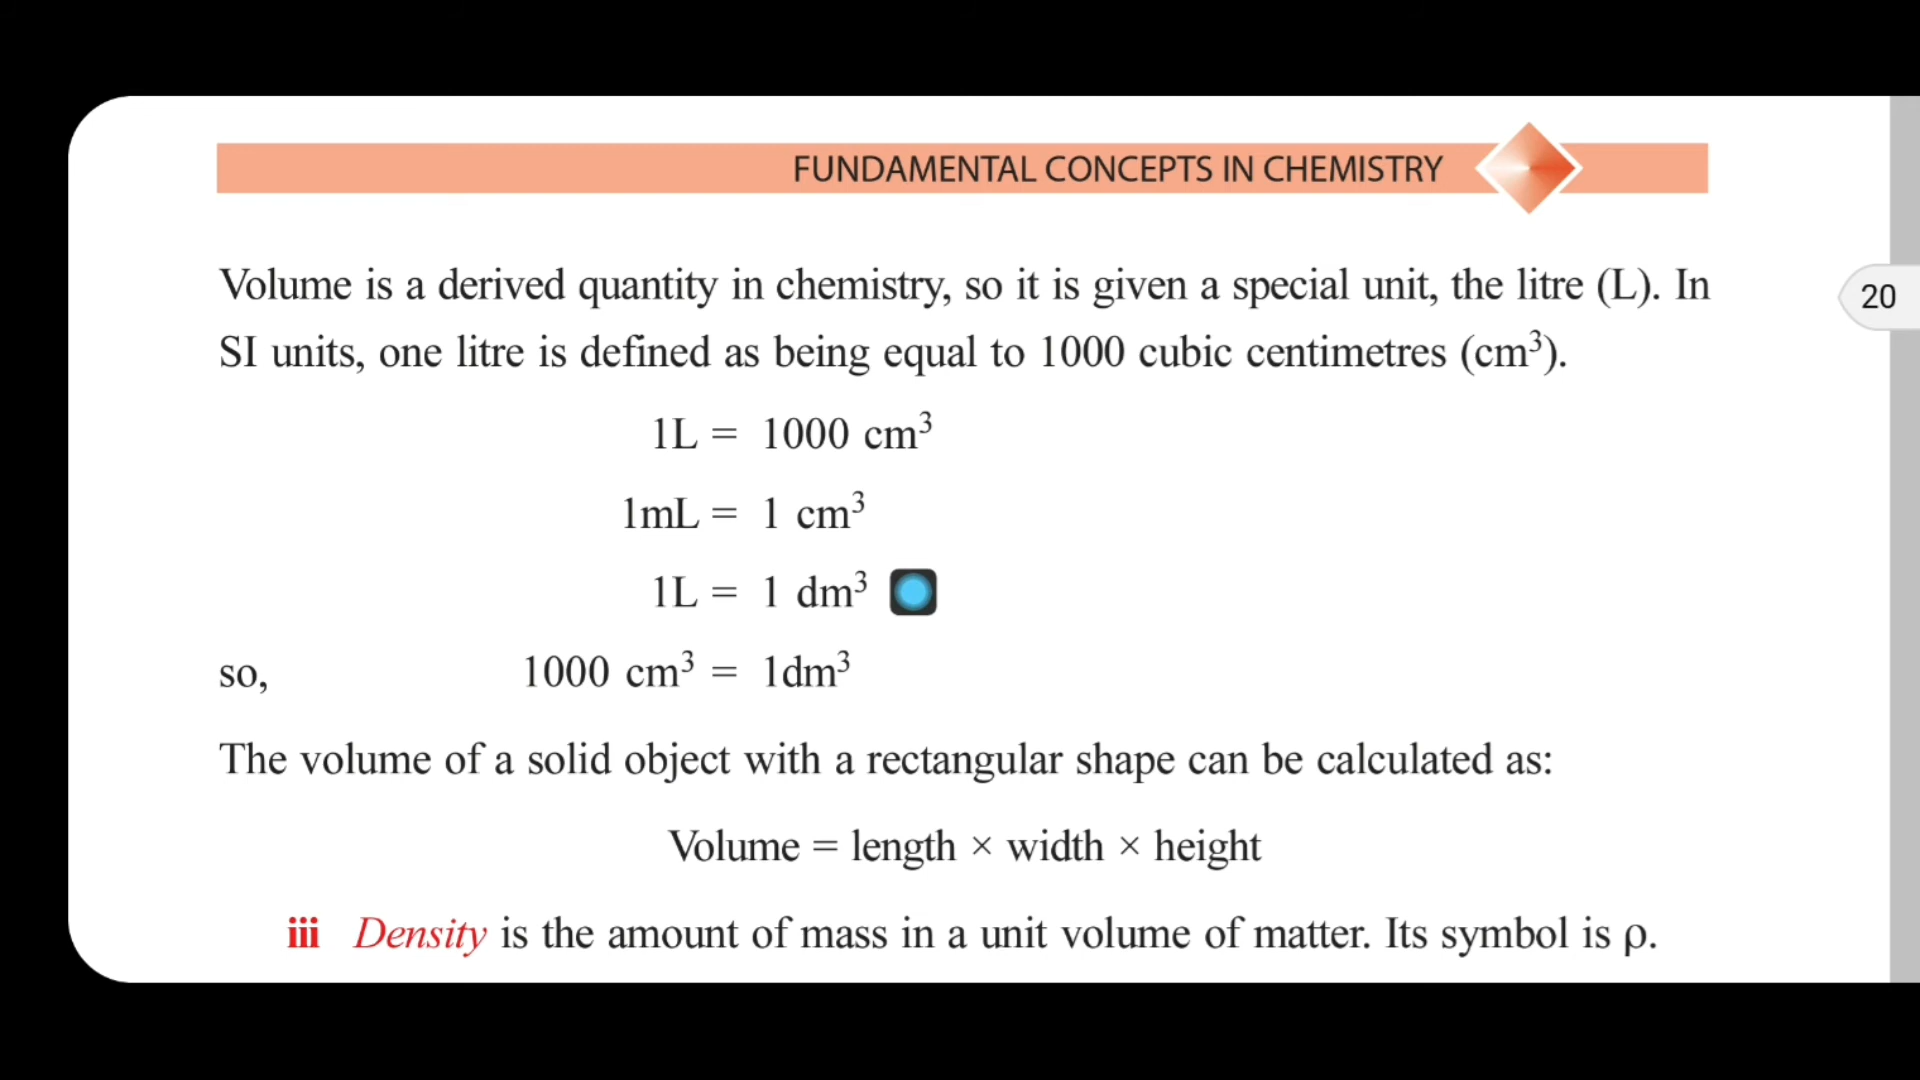 FUNDAMENTAL CONCEPTS IN CHEMISTRY
Volume is a derived quantity in chemistry, so it is given a special unit, the litre (L). In
20
SI units, one litre is defined as being equal to 1000 cubic centimetres (cm³).
1L = 1000 cm³
1mL = 1 cm³
1L = 1 dm³
so, 1000 cm³ = 1dm³
The volume of a solid object with a rectangular shape can be calculated as:
Volume = length × width × height
iii Density is the amount of mass in a unit volume of matter. Its symbol is ρ.